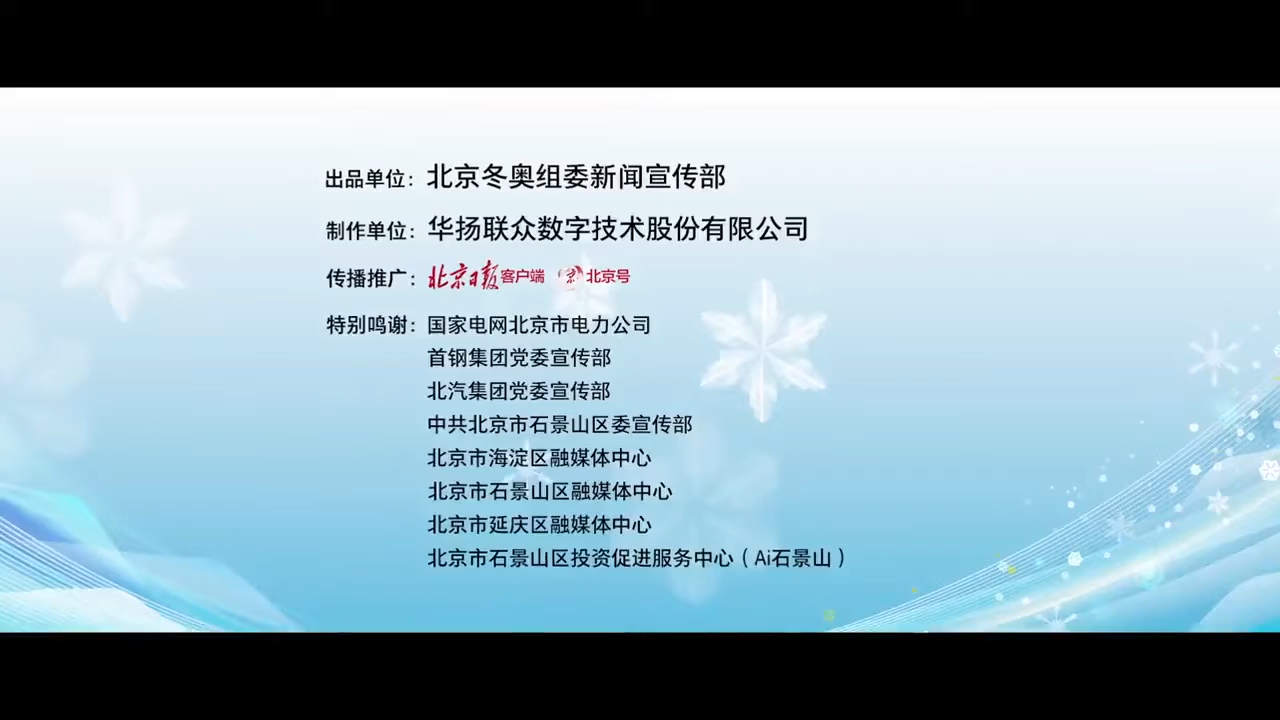 出品单位：北京冬奥组委新闻宣传部
制作单位：华扬联众数字技术股份有限公司
传播推广：北京日报客户端 北京号
特别鸣谢：国家电网北京市电力公司
首钢集团党委宣传部
北汽集团党委宣传部
中共北京市石景山区委宣传部
北京市海淀区融媒体中心
北京市石景山区融媒体中心
北京市延庆区融媒体中心
北京市石景山区投资促进服务中心（Ai石景山）